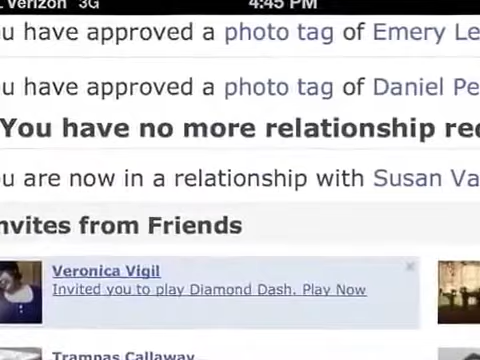 Verizon 3G 4:45 PM
u have approved a photo tag of Emery Le
u have approved a photo tag of Daniel Pe
You have no more relationship rec
u are now in a relationship with Susan Va
nvites from Friends
Veronica Vigil
Invited you to play Diamond Dash. Play Now
Trampas Callaway